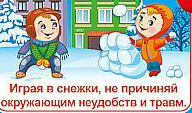 Играя в снежки, не причиняй
окружающим неудобств и травм.